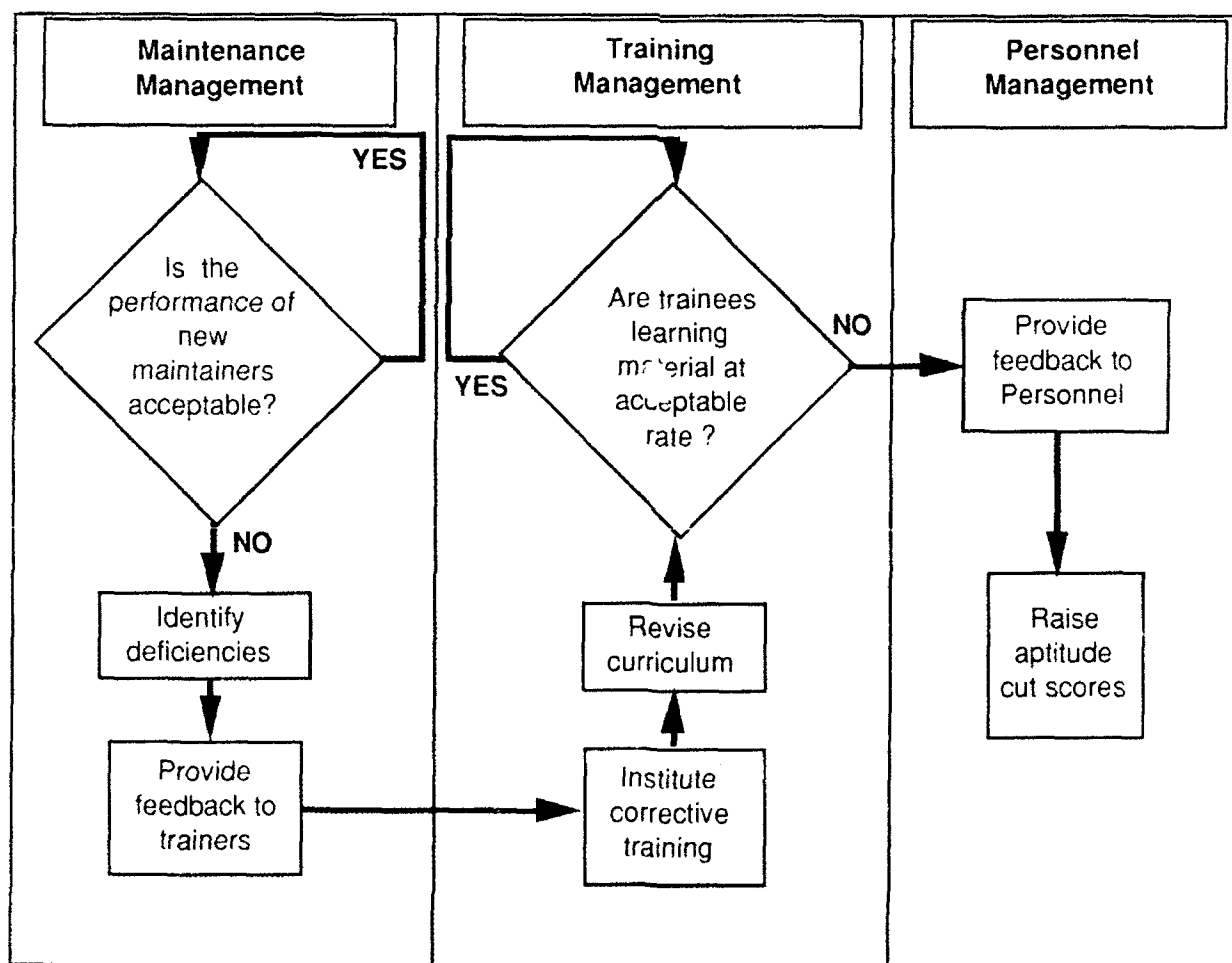 Maintenance
Management
Training
Management
Personnel
Management
YES
Is the
performance of
new
maintainers
acceptable?
NO
Identify
deficiencies
Provide
feedback to
trainers
YES
Are trainees
learning
material at
acceptable
rate ?
NO
Revise
curriculum
Institute
corrective
training
Provide
feedback to
Personnel
Raise
aptitude
cut scores